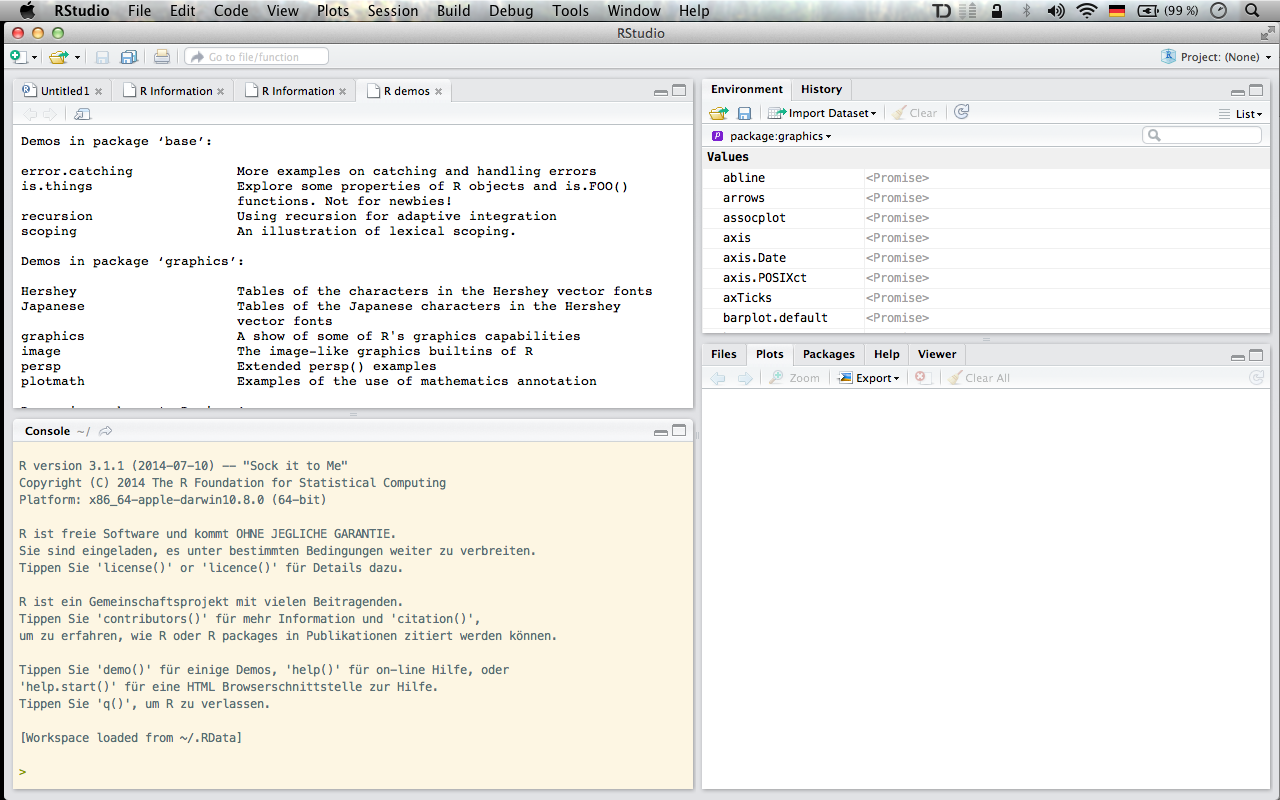 RStudio File Edit Code View Plots Session Build Debug Tools Window Help (99 %)
RStudio
Go to file/function Project: (None)
Untitled1 R Information R Information R demos
Demos in package ‘base’:
error.catching More examples on catching and handling errors
is.things Explore some properties of R objects and is.FOO()
functions. Not for newbies!
recursion Using recursion for adaptive integration
scoping An illustration of lexical scoping.
Demos in package ‘graphics’:
Hershey Tables of the characters in the Hershey vector fonts
Japanese Tables of the Japanese characters in the Hershey
vector fonts
graphics A show of some of R's graphics capabilities
image The image-like graphics builtins of R
persp Extended persp() examples
plotmath Examples of the use of mathematics annotation
Console ~/
R version 3.1.1 (2014-07-10) -- "Sock it to Me"
Copyright (C) 2014 The R Foundation for Statistical Computing
Platform: x86_64-apple-darwin10.8.0 (64-bit)
R ist freie Software und kommt OHNE JEGLICHE GARANTIE.
Sie sind eingeladen, es unter bestimmten Bedingungen weiter zu verbreiten.
Tippen Sie 'license()' or 'licence()' für Details dazu.
R ist ein Gemeinschaftsprojekt mit vielen Beitragenden.
Tippen Sie 'contributors()' für mehr Information und 'citation()',
um zu erfahren, wie R oder R packages in Publikationen zitiert werden können.
Tippen Sie 'demo()' für einige Demos, 'help()' für on-line Hilfe, oder
'help.start()' für eine HTML Browserschnittstelle zur Hilfe.
Tippen Sie 'q()', um R zu verlassen.
[Workspace loaded from ~/.RData]
>
Environment History
Import Dataset Clear List
package:graphics
Values
abline <Promise>
arrows <Promise>
assocplot <Promise>
axis <Promise>
axis.Date <Promise>
axis.POSIXct <Promise>
axTicks <Promise>
barplot.default <Promise>
Files Plots Packages Help Viewer
Zoom Export Clear All